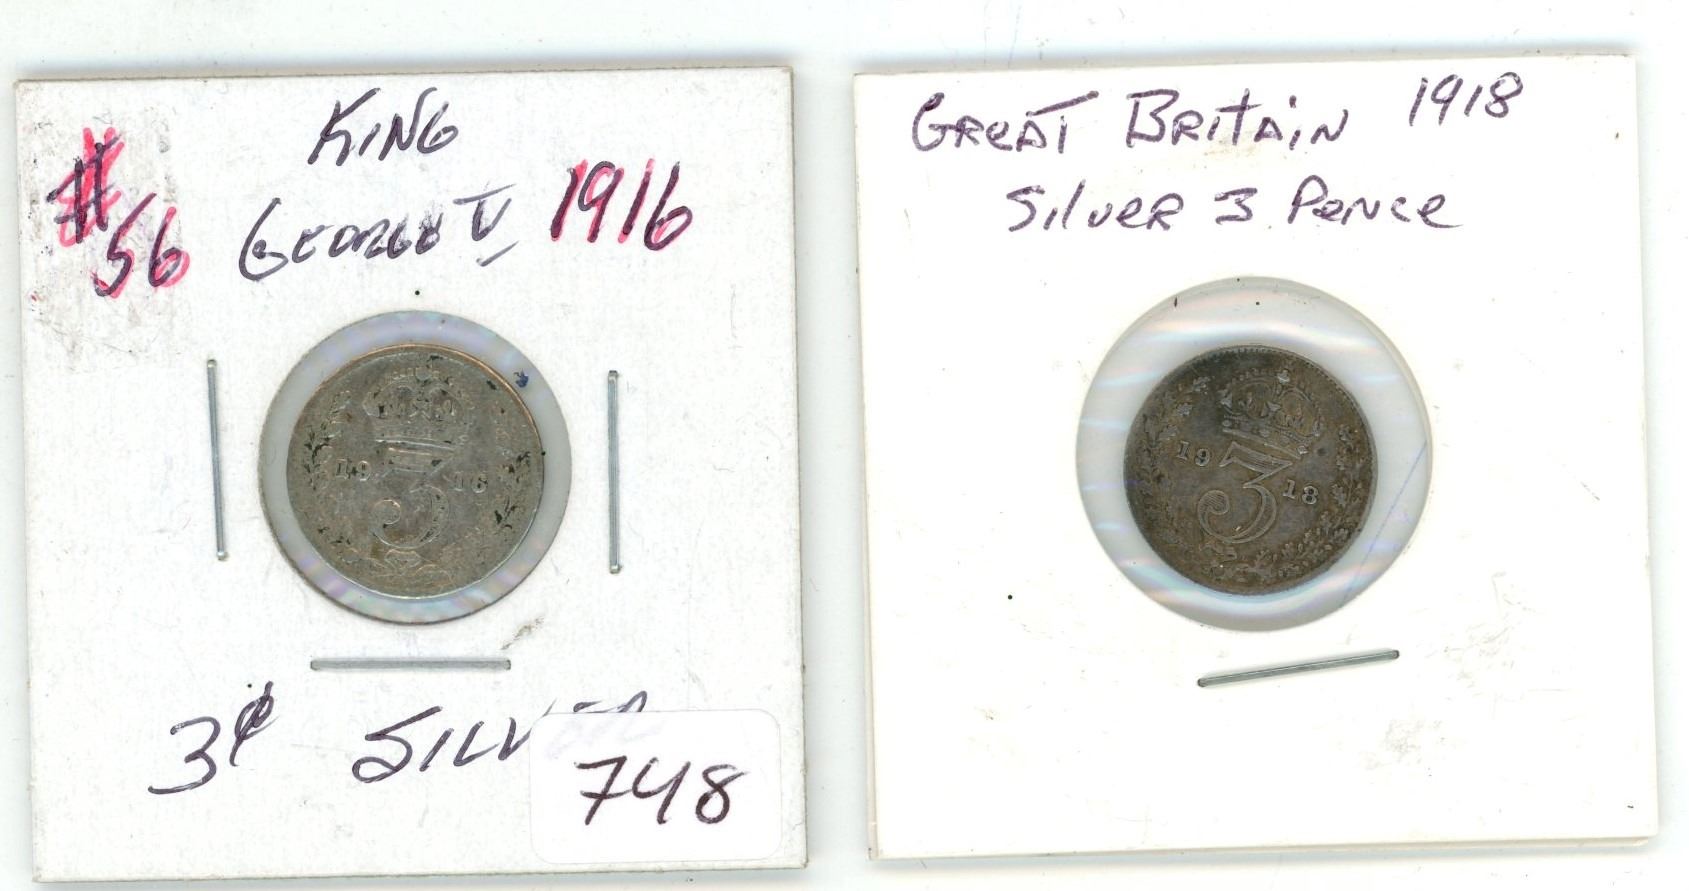 KING
GEORGE V 1916
#56
19 3 16
3¢ SILVER
748
GREAT BRITAIN 1918
SILVER 3 PENCE
19 3 18